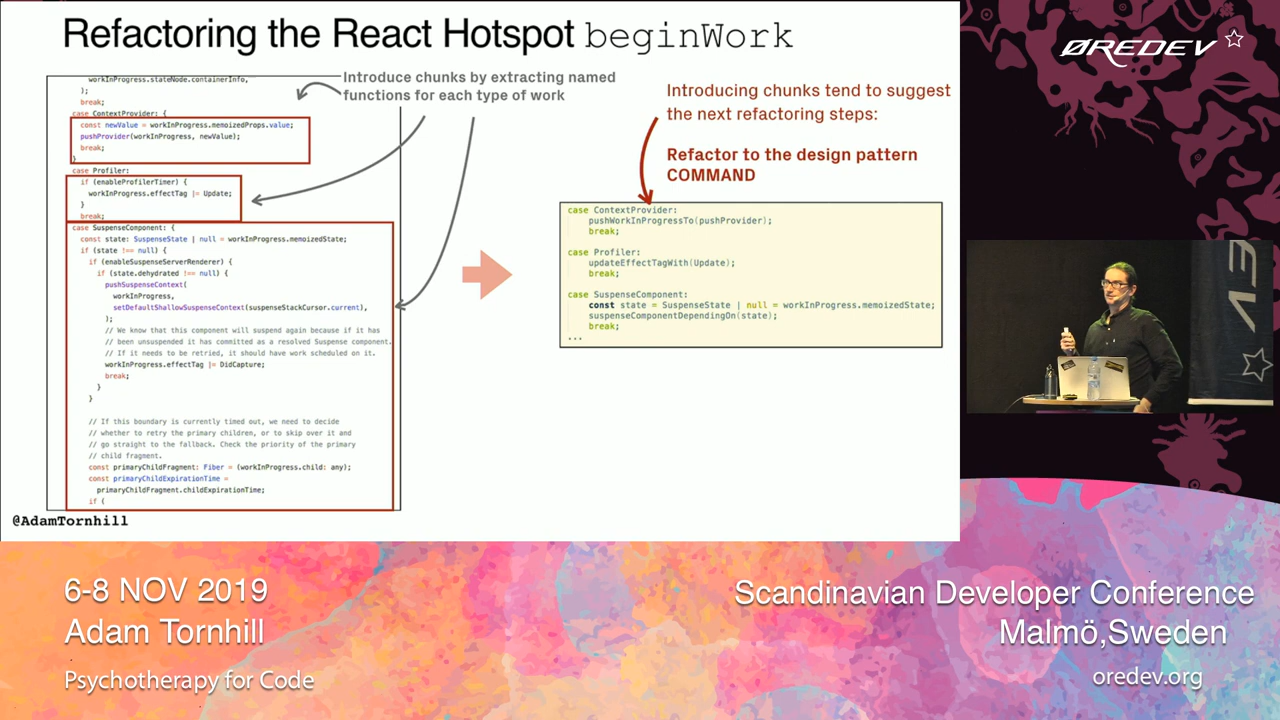 Refactoring the React Hotspot beginWork
workInProgress.stateNode.containerInfo,
);
break;
case ContextProvider: {
const newValue = workInProgress.memoizedProps.value;
pushProvider(workInProgress, newValue);
break;
}
case Profiler:
if (enableProfilerTimer) {
workInProgress.effectTag |= Update;
}
break;
case SuspenseComponent: {
const state: SuspenseState | null = workInProgress.memoizedState;
if (state !== null) {
if (enableSuspenseServerRenderer) {
if (state.dehydrated !== null) {
pushSuspenseContext(
workInProgress,
setDefaultShallowSuspenseContext(suspenseStackCursor.current),
);
// We know that this component will suspend again because if it has
// been unsuspended it has committed as a resolved Suspense component.
// If it needs to be retried, it should have work scheduled on it.
workInProgress.effectTag |= DidCapture;
break;
}
}
// If this boundary is currently timed out, we need to decide
// whether to retry the primary children, or to skip over it and
// go straight to the fallback. Check the priority of the primary
// child fragment.
const primaryChildFragment: Fiber = (workInProgress.child: any);
const primaryChildExpirationTime =
primaryChildFragment.childExpirationTime;
if (
Introduce chunks by extracting named
functions for each type of work
Introducing chunks tend to suggest
the next refactoring steps:
Refactor to the design pattern
COMMAND
case ContextProvider:
pushWorkInProgressTo(pushProvider);
break;
case Profiler:
updateEffectTagWith(Update);
break;
case SuspenseComponent:
const state = SuspenseState | null = workInProgress.memoizedState;
suspenseComponentDependingOn(state);
break;
...
@AdamTornhill
ØREDEV
EV
6-8 NOV 2019
Adam Tornhill
Psychotherapy for Code
Scandinavian Developer Conference
Malmö,Sweden
oredev.org